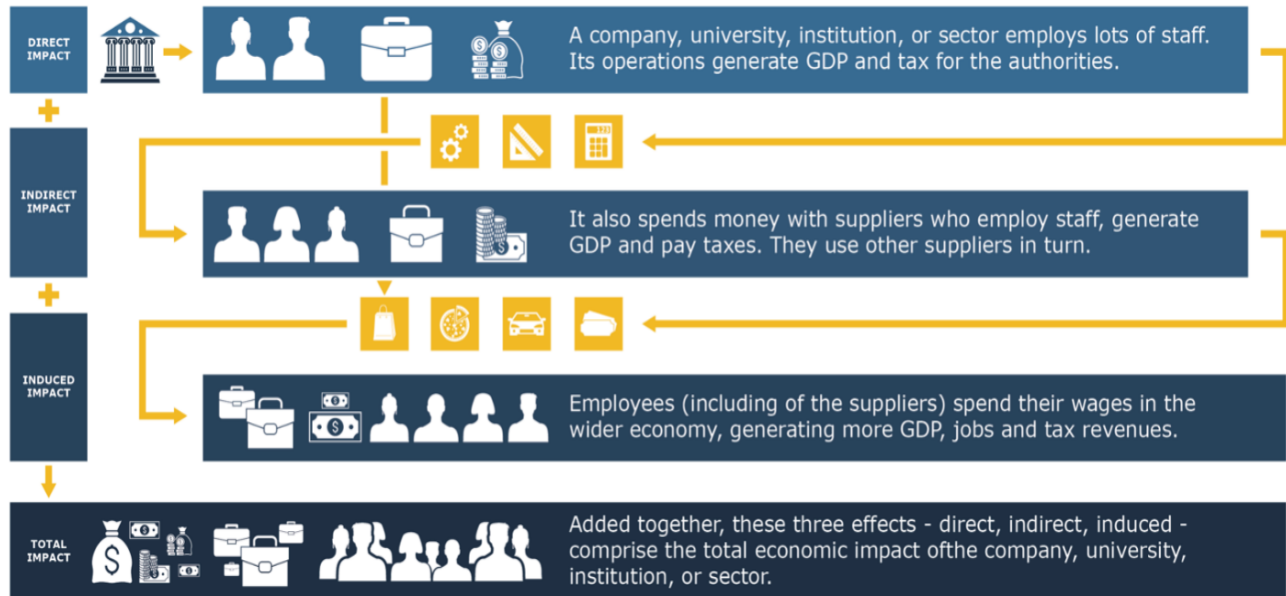 DIRECT
IMPACT
A company, university, institution, or sector employs lots of staff.
Its operations generate GDP and tax for the authorities.
123
INDIRECT
IMPACT
It also spends money with suppliers who employ staff, generate
GDP and pay taxes. They use other suppliers in turn.
INDUCED
IMPACT
Employees (including of the suppliers) spend their wages in the
wider economy, generating more GDP, jobs and tax revenues.
TOTAL
IMPACT
Added together, these three effects - direct, indirect, induced -
comprise the total economic impact ofthe company, university,
institution, or sector.